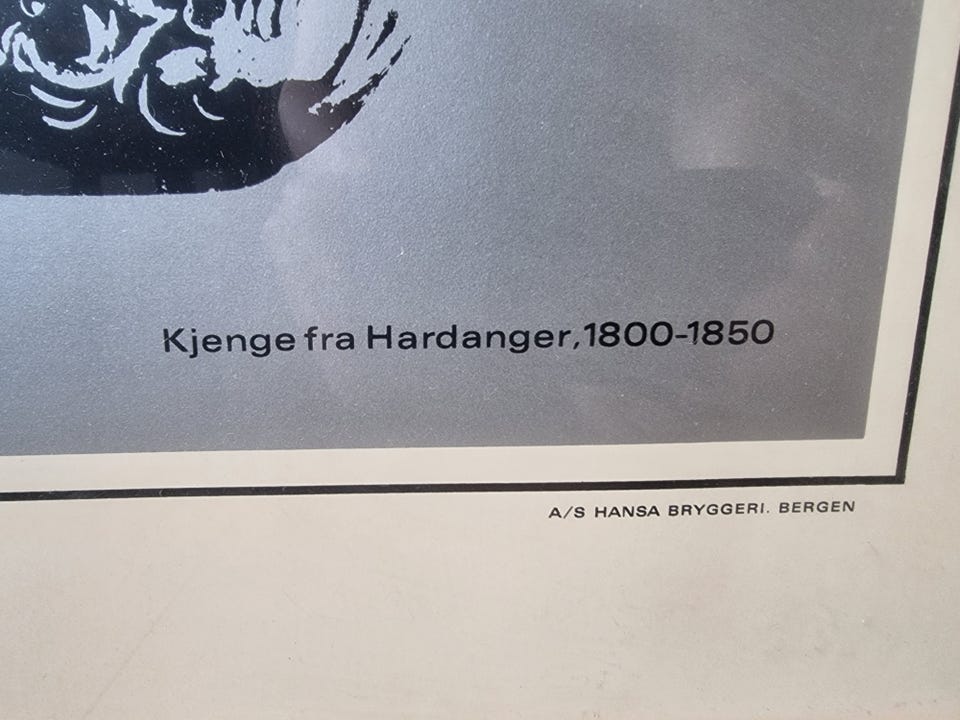 Kjenge fra Hardanger, 1800-1850
A/S HANSA BRYGGERI. BERGEN